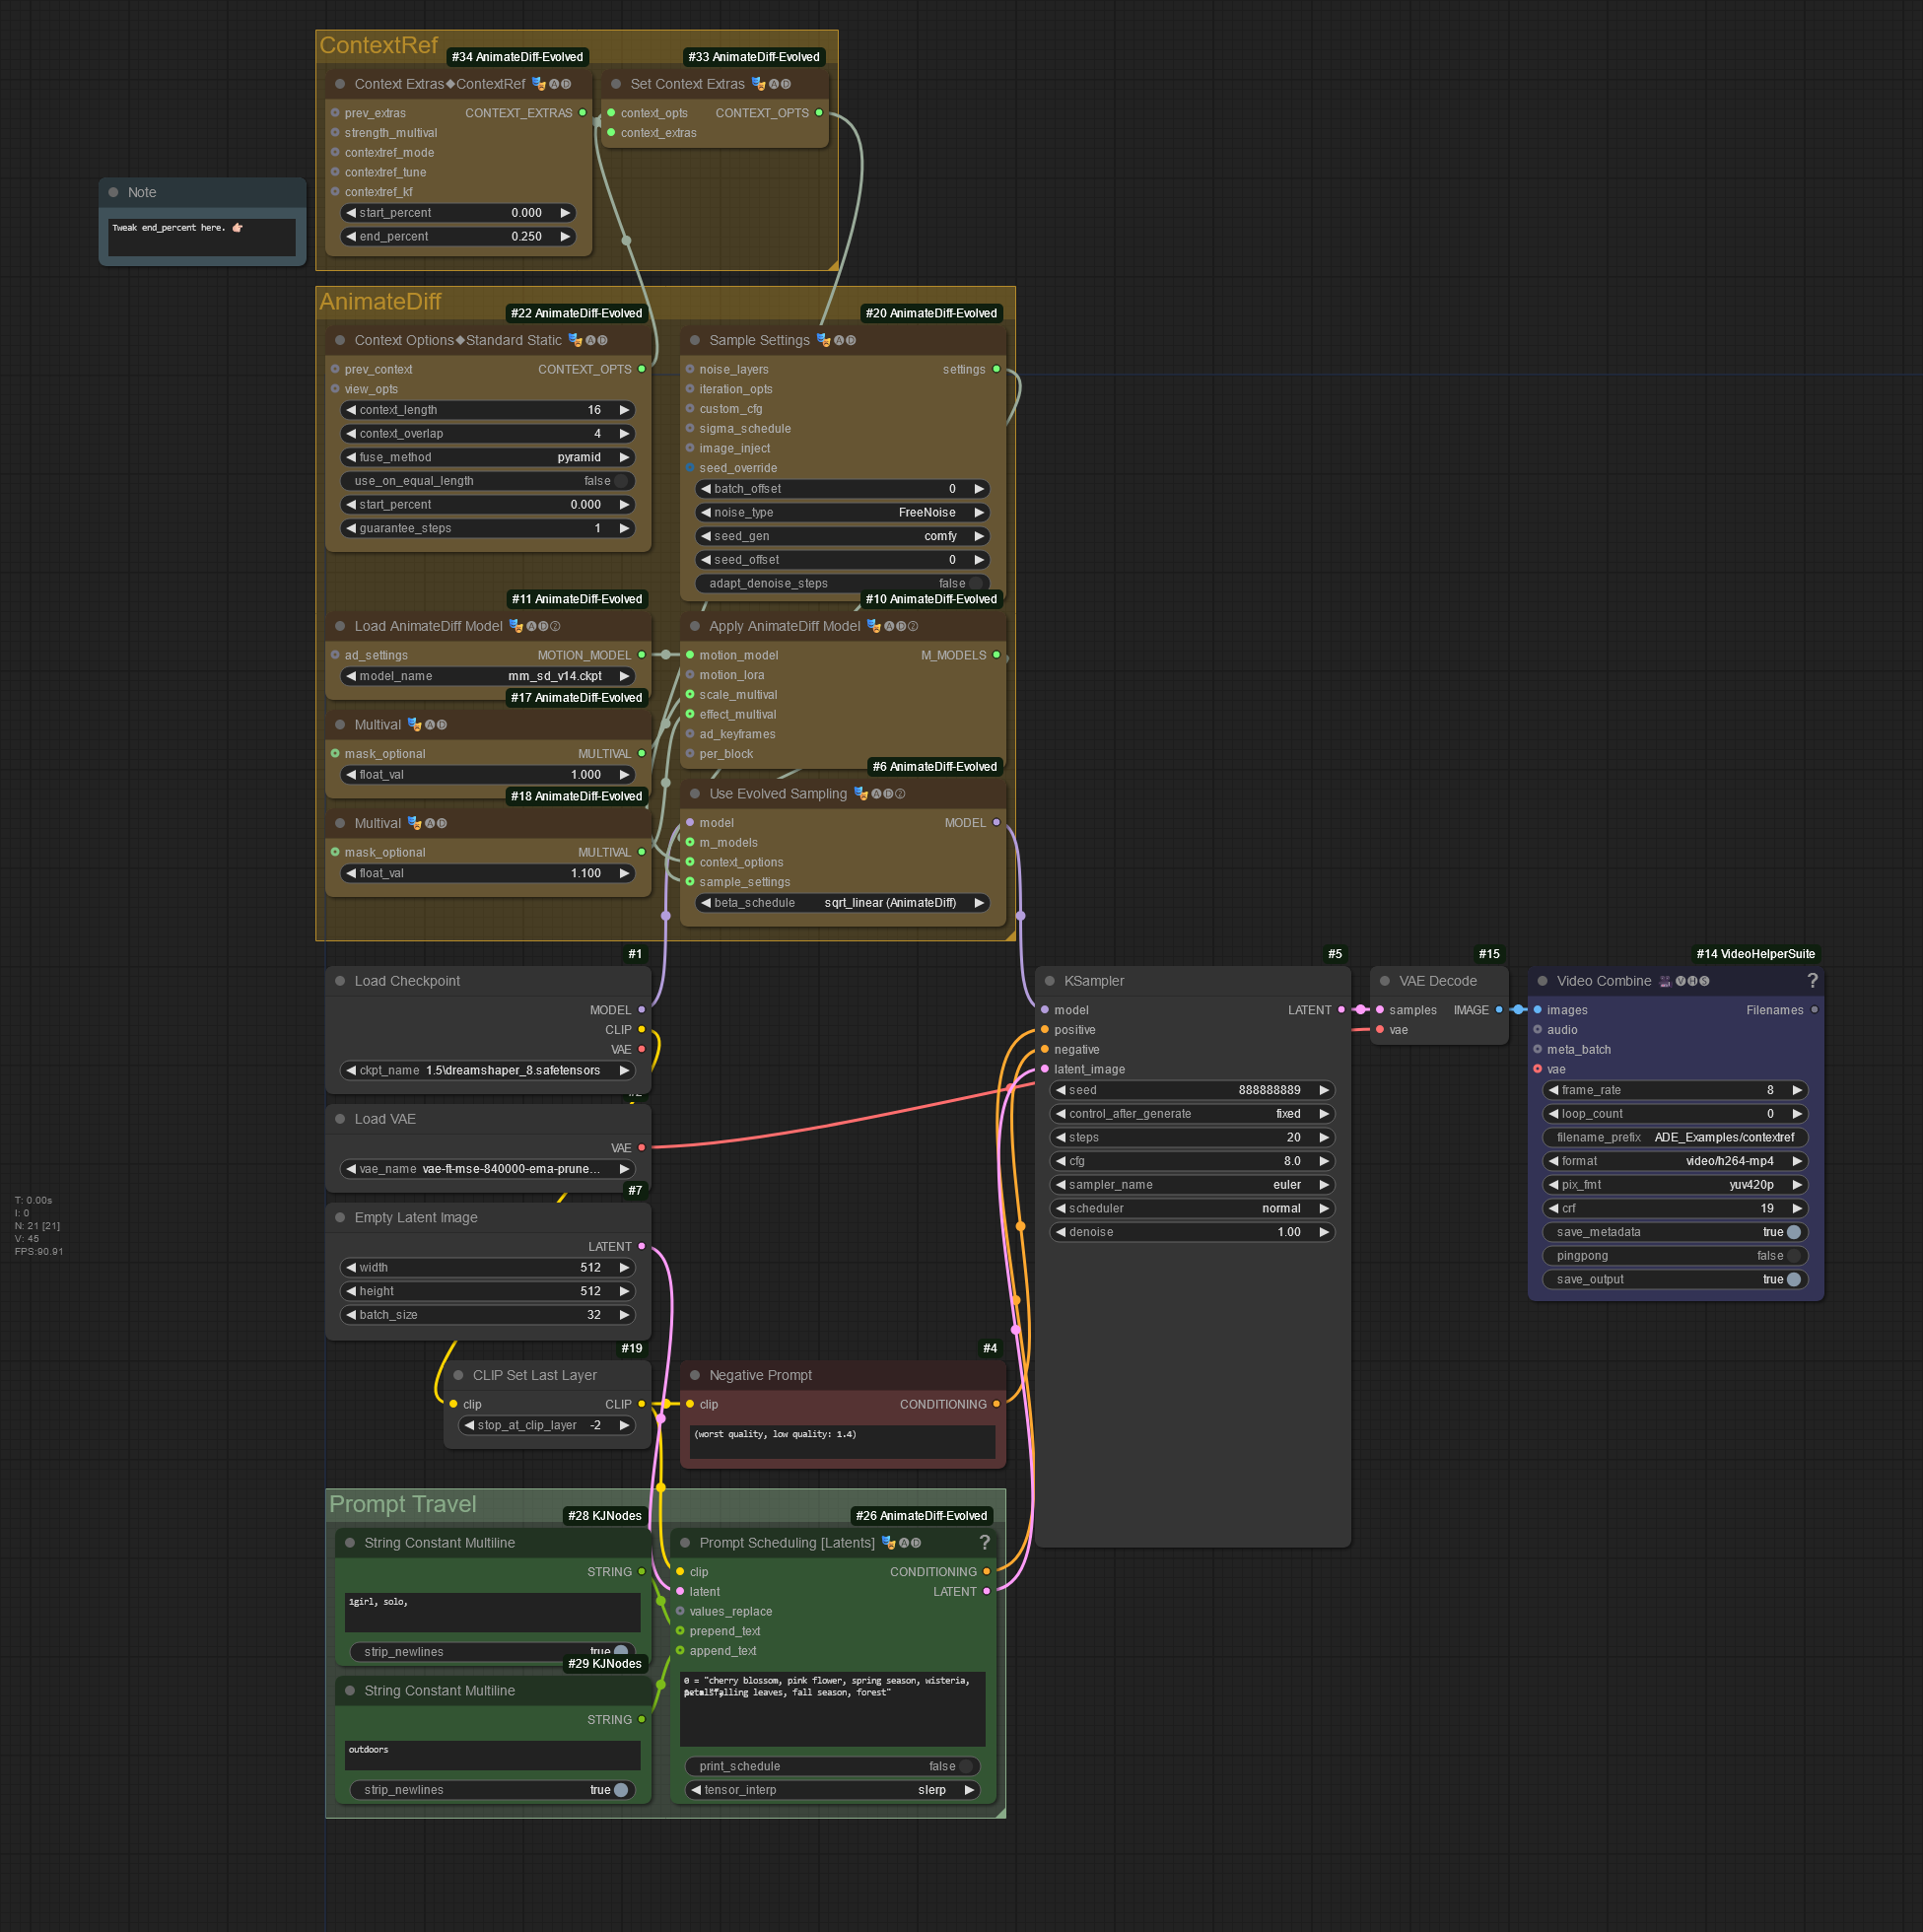 ContextRef
#34 AnimateDiff-Evolved
#33 AnimateDiff-Evolved
Context Extras◆ContextRef 🎭🅐🅓
prev_extras
CONTEXT_EXTRAS
strength_multival
contextref_mode
contextref_tune
contextref_kf
start_percent 0.000
end_percent 0.250
Set Context Extras 🎭🅐🅓
context_opts
CONTEXT_OPTS
context_extras
Note
Tweak end_percent here. 👉🏻
AnimateDiff
#22 AnimateDiff-Evolved
Context Options◆Standard Static 🎭🅐🅓
prev_context
CONTEXT_OPTS
view_opts
context_length 16
context_overlap 4
fuse_method pyramid
use_on_equal_length false
start_percent 0.000
guarantee_steps 1
#20 AnimateDiff-Evolved
Sample Settings 🎭🅐🅓
noise_layers
settings
iteration_opts
custom_cfg
sigma_schedule
image_inject
seed_override
batch_offset 0
noise_type FreeNoise
seed_gen comfy
seed_offset 0
adapt_denoise_steps false
#11 AnimateDiff-Evolved
Load AnimateDiff Model 🎭🅐🅓②
ad_settings
MOTION_MODEL
model_name mm_sd_v14.ckpt
#17 AnimateDiff-Evolved
Multival 🎭🅐🅓
mask_optional
MULTIVAL
float_val 1.000
#18 AnimateDiff-Evolved
Multival 🎭🅐🅓
mask_optional
MULTIVAL
float_val 1.100
#10 AnimateDiff-Evolved
Apply AnimateDiff Model 🎭🅐🅓②
motion_model
M_MODELS
motion_lora
scale_multival
effect_multival
ad_keyframes
per_block
#6 AnimateDiff-Evolved
Use Evolved Sampling 🎭🅐🅓②
model
MODEL
m_models
context_options
sample_settings
beta_schedule sqrt_linear (AnimateDiff)
#1
Load Checkpoint
MODEL
CLIP
VAE
ckpt_name 1.5\dreamshaper_8.safetensors
Load VAE
VAE
vae_name vae-ft-mse-840000-ema-prune...
#7
Empty Latent Image
LATENT
width 512
height 512
batch_size 32
T: 0.00s
I: 0
N: 21 [21]
V: 45
FPS:90.91
#19
CLIP Set Last Layer
clip
CLIP
stop_at_clip_layer -2
#4
Negative Prompt
clip
CONDITIONING
(worst quality, low quality: 1.4)
#5
KSampler
model
LATENT
positive
negative
latent_image
seed 888888889
control_after_generate fixed
steps 20
cfg 8.0
sampler_name euler
scheduler normal
denoise 1.00
#15
VAE Decode
samples
IMAGE
vae
#14 VideoHelperSuite
Video Combine 🎥🅥🅗🅢
?
images
Filenames
audio
meta_batch
vae
frame_rate 8
loop_count 0
filename_prefix ADE_Examples/contextref
format video/h264-mp4
pix_fmt yuv420p
crf 19
save_metadata true
pingpong false
save_output true
Prompt Travel
#28 KJNodes
String Constant Multiline
STRING
1girl, solo,
strip_newlines true
#29 KJNodes
String Constant Multiline
STRING
outdoors
strip_newlines true
#26 AnimateDiff-Evolved
Prompt Scheduling [Latents] 🎭🅐🅓
?
clip
CONDITIONING
latent
LATENT
values_replace
prepend_text
append_text
0 = "cherry blossom, pink flower, spring season, wisteria,
falling leaves, fall season, forest"
print_schedule false
tensor_interp slerp